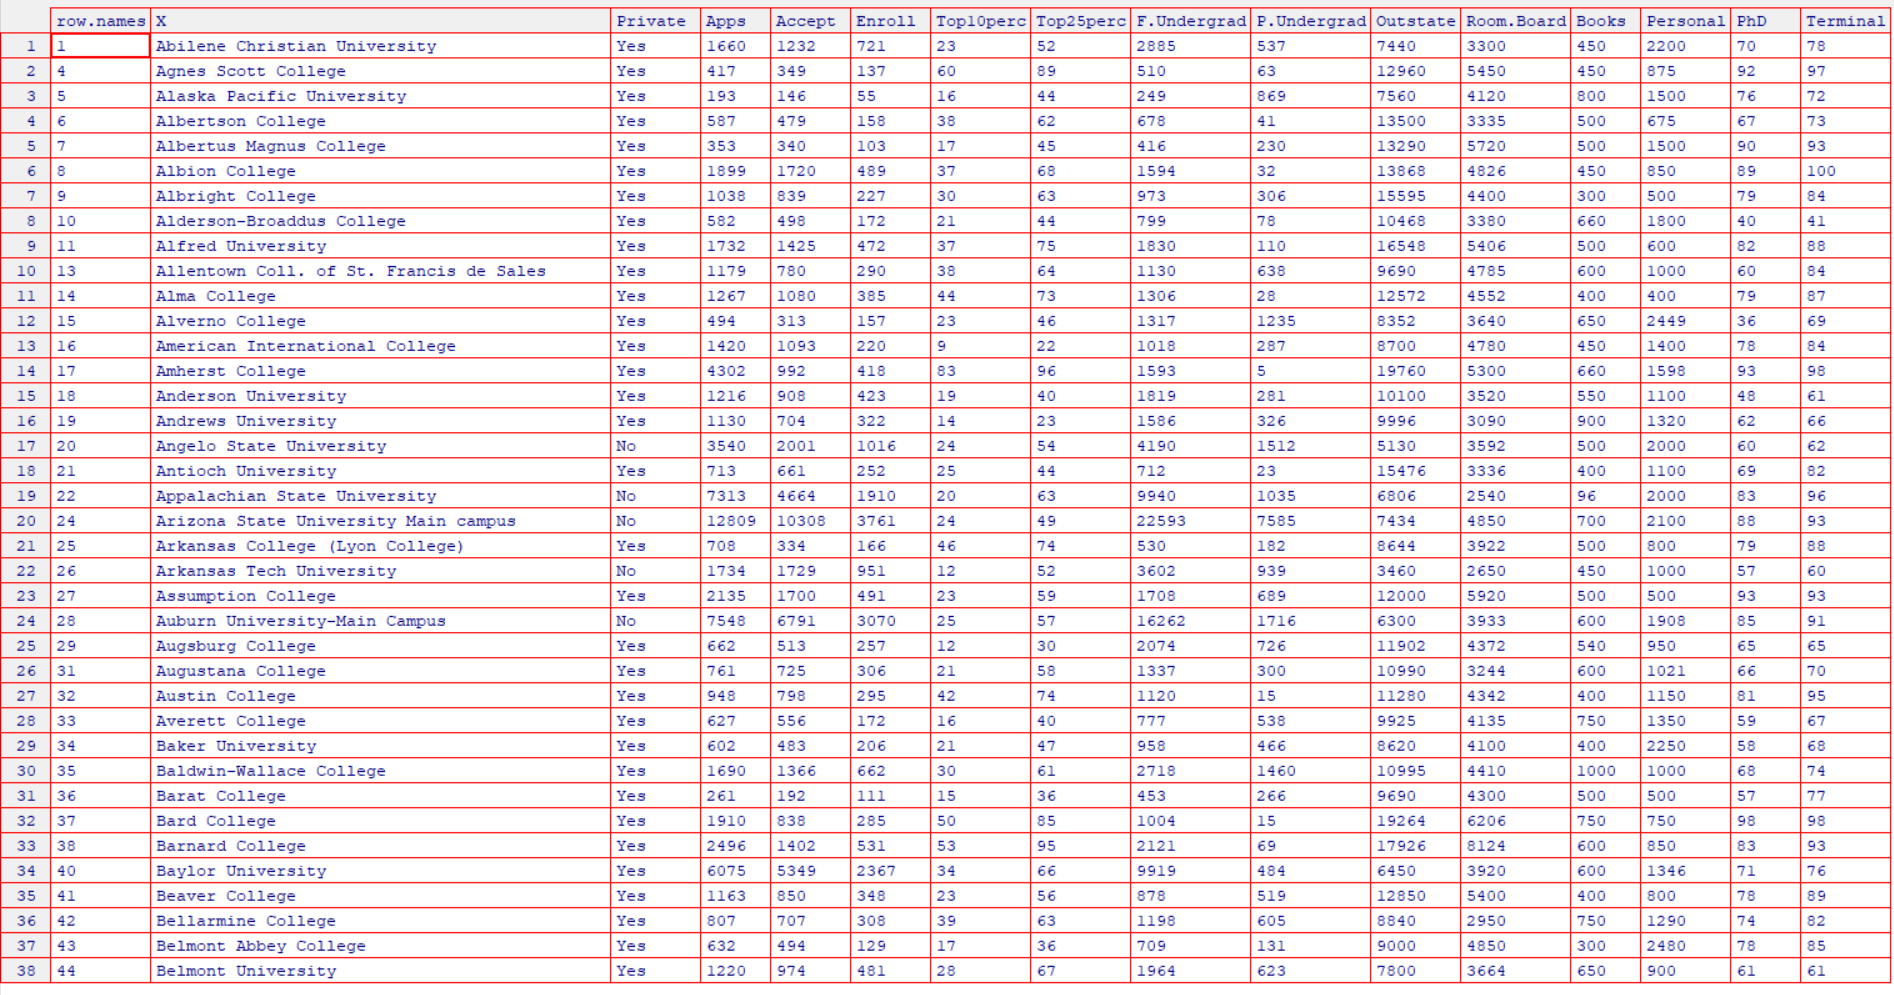 row.names X Private Apps Accept Enroll Top10perc Top25perc F.Undergrad P.Undergrad Outstate Room.Board Books Personal PhD Terminal
1 1 Abilene Christian University Yes 1660 1232 721 23 52 2885 537 7440 3300 450 2200 70 78
2 4 Agnes Scott College Yes 417 349 137 60 89 510 63 12960 5450 450 875 92 97
3 5 Alaska Pacific University Yes 193 146 55 16 44 249 869 7560 4120 800 1500 76 72
4 6 Albertson College Yes 587 479 158 38 62 678 41 13500 3335 500 675 67 73
5 7 Albertus Magnus College Yes 353 340 103 17 45 416 230 13290 5720 500 1500 90 93
6 8 Albion College Yes 1899 1720 489 37 68 1594 32 13868 4826 450 850 89 100
7 9 Albright College Yes 1038 839 227 30 63 973 306 15595 4400 300 500 79 84
8 10 Alderson-Broaddus College Yes 582 498 172 21 44 799 78 10468 3380 660 1800 40 41
9 11 Alfred University Yes 1732 1425 472 37 75 1830 110 16548 5406 500 600 82 88
10 13 Allentown Coll. of St. Francis de Sales Yes 1179 780 290 38 64 1130 638 9690 4785 600 1000 60 84
11 14 Alma College Yes 1267 1080 385 44 73 1306 28 12572 4552 400 400 79 87
12 15 Alverno College Yes 494 313 157 23 46 1317 1235 8352 3640 650 2449 36 69
13 16 American International College Yes 1420 1093 220 9 22 1018 287 8700 4780 450 1400 78 84
14 17 Amherst College Yes 4302 992 418 83 96 1593 5 19760 5300 660 1598 93 98
15 18 Anderson University Yes 1216 908 423 19 40 1819 281 10100 3520 550 1100 48 61
16 19 Andrews University Yes 1130 704 322 14 23 1586 326 9996 3090 900 1320 62 66
17 20 Angelo State University No 3540 2001 1016 24 54 4190 1512 5130 3592 500 2000 60 62
18 21 Antioch University Yes 713 661 252 25 44 712 23 15476 3336 400 1100 69 82
19 22 Appalachian State University No 7313 4664 1910 20 63 9940 1035 6806 2540 96 2000 83 96
20 24 Arizona State University Main campus No 12809 10308 3761 24 49 22593 7585 7434 4850 700 2100 88 93
21 25 Arkansas College (Lyon College) Yes 708 334 166 46 74 530 182 8644 3922 500 800 79 88
22 26 Arkansas Tech University No 1734 1729 951 12 52 3602 939 3460 2650 450 1000 57 60
23 27 Assumption College Yes 2135 1700 491 23 59 1708 689 12000 5920 500 500 93 93
24 28 Auburn University-Main Campus No 7548 6791 3070 25 57 16262 1716 6300 3933 600 1908 85 91
25 29 Augsburg College Yes 662 513 257 12 30 2074 726 11902 4372 540 950 65 65
26 31 Augustana College Yes 761 725 306 21 58 1337 300 10990 3244 600 1021 66 70
27 32 Austin College Yes 948 798 295 42 74 1120 15 11280 4342 400 1150 81 95
28 33 Averett College Yes 627 556 172 16 40 777 538 9925 4135 750 1350 59 67
29 34 Baker University Yes 602 483 206 21 47 958 466 8620 4100 400 2250 58 68
30 35 Baldwin-Wallace College Yes 1690 1366 662 30 61 2718 1460 10995 4410 1000 1000 68 74
31 36 Barat College Yes 261 192 111 15 36 453 266 9690 4300 500 500 57 77
32 37 Bard College Yes 1910 838 285 50 85 1004 15 19264 6206 750 750 98 98
33 38 Barnard College Yes 2496 1402 531 53 95 2121 69 17926 8124 600 850 83 93
34 40 Baylor University Yes 6075 5349 2367 34 66 9919 484 6450 3920 600 1346 71 76
35 41 Beaver College Yes 1163 850 348 23 56 878 519 12850 5400 400 800 78 89
36 42 Bellarmine College Yes 807 707 308 39 63 1198 605 8840 2950 750 1290 74 82
37 43 Belmont Abbey College Yes 632 494 129 17 36 709 131 9000 4850 300 2480 78 85
38 44 Belmont University Yes 1220 974 481 28 67 1964 623 7800 3664 650 900 61 61